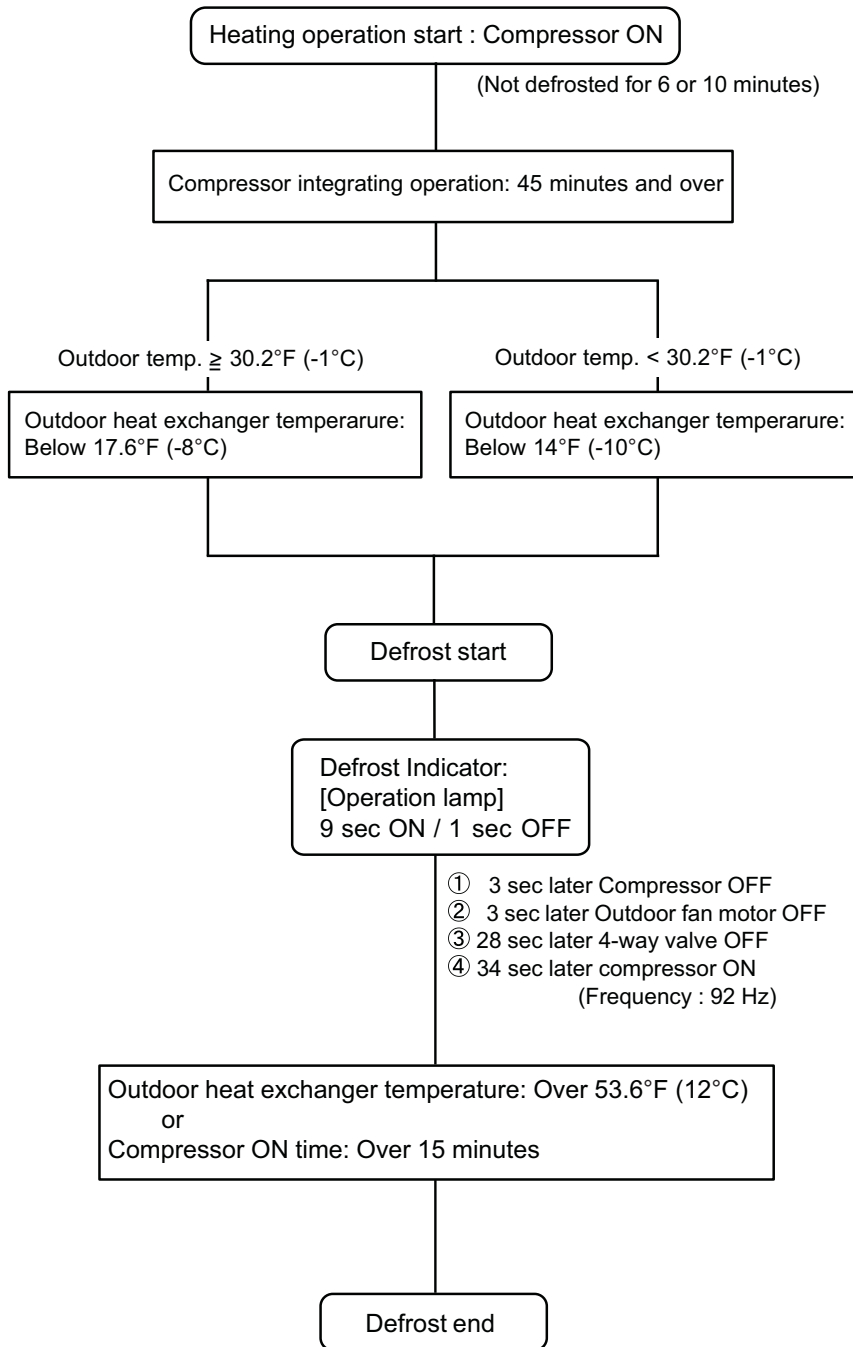 Heating operation start : Compressor ON
(Not defrosted for 6 or 10 minutes)
Compressor integrating operation: 45 minutes and over
Outdoor temp. ≧ 30.2°F (-1°C)
Outdoor temp. < 30.2°F (-1°C)
Outdoor heat exchanger temperarure:
Below 17.6°F (-8°C)
Outdoor heat exchanger temperarure:
Below 14°F (-10°C)
Defrost start
Defrost Indicator:
[Operation lamp]
9 sec ON / 1 sec OFF
① 3 sec later Compressor OFF
② 3 sec later Outdoor fan motor OFF
③ 28 sec later 4-way valve OFF
④ 34 sec later compressor ON
(Frequency : 92 Hz)
Outdoor heat exchanger temperature: Over 53.6°F (12°C)
or
Compressor ON time: Over 15 minutes
Defrost end